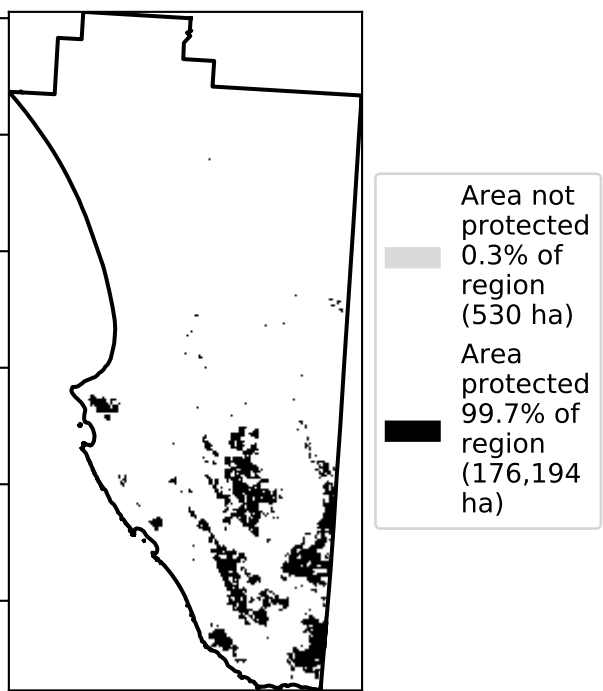 Area not
protected
0.3% of
region
(530 ha)
Area
protected
99.7% of
region
(176,194
ha)